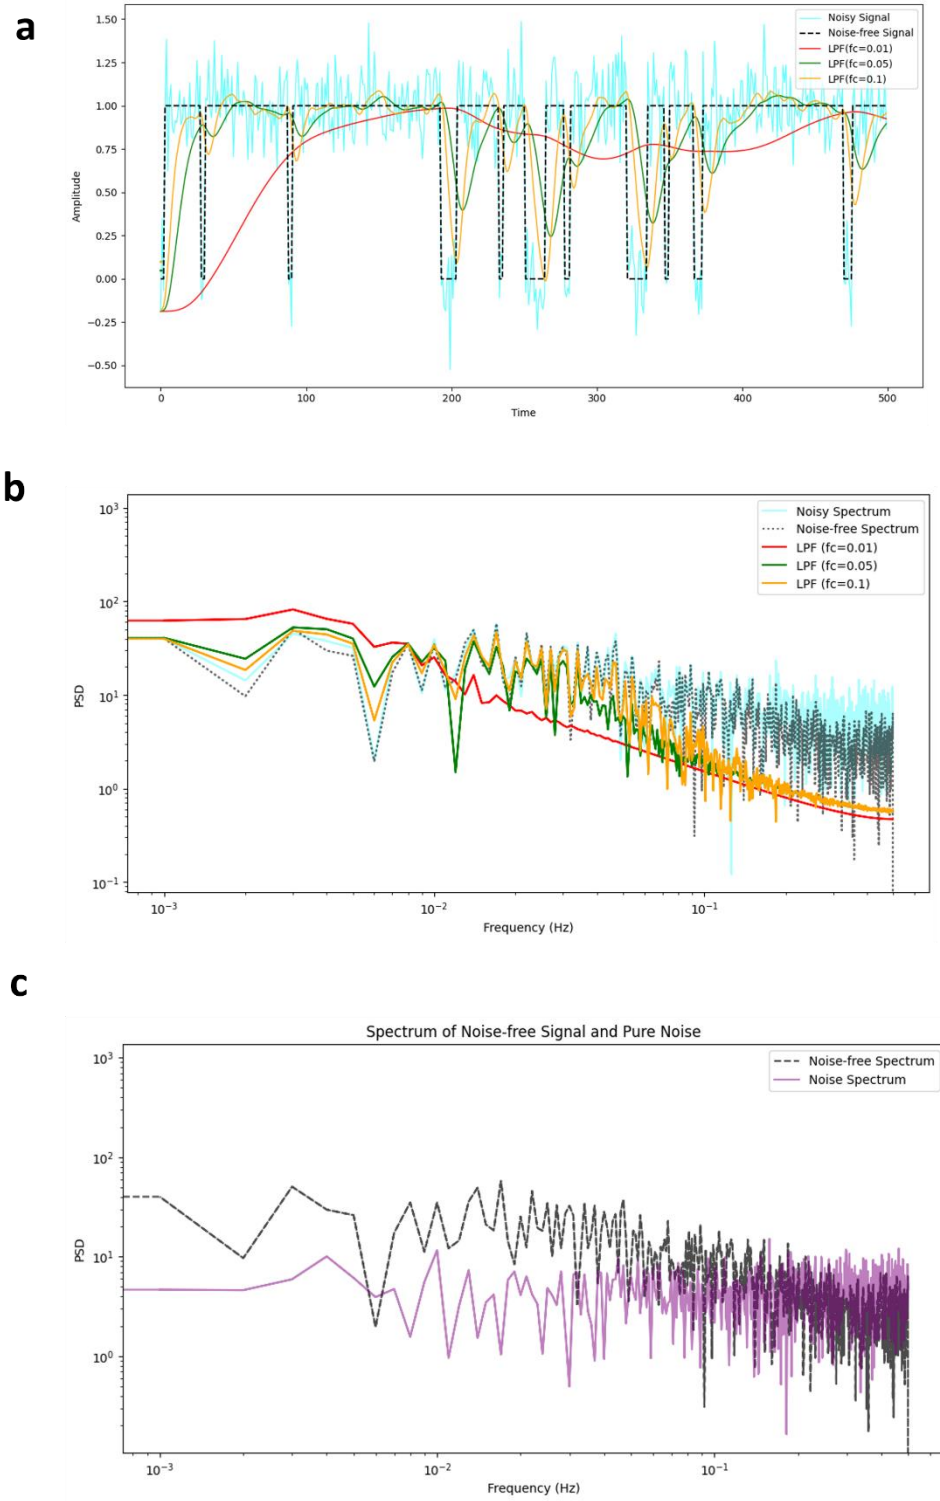 a
1.50
1.25
1.00
0.75
0.50
0.25
0.00
−0.25
−0.50
Amplitude
Noisy Signal
Noise-free Signal
LPF(fc=0.01)
LPF(fc=0.05)
LPF(fc=0.1)
0 100 200 300 400 500
Time
b
10³
10²
10¹
10⁰
10⁻¹
PSD
Noisy Spectrum
Noise-free Spectrum
LPF (fc=0.01)
LPF (fc=0.05)
LPF (fc=0.1)
10⁻³ 10⁻² 10⁻¹
Frequency (Hz)
c
Spectrum of Noise-free Signal and Pure Noise
10³
10²
10¹
10⁰
PSD
Noise-free Spectrum
Noise Spectrum
10⁻³ 10⁻² 10⁻¹
Frequency (Hz)